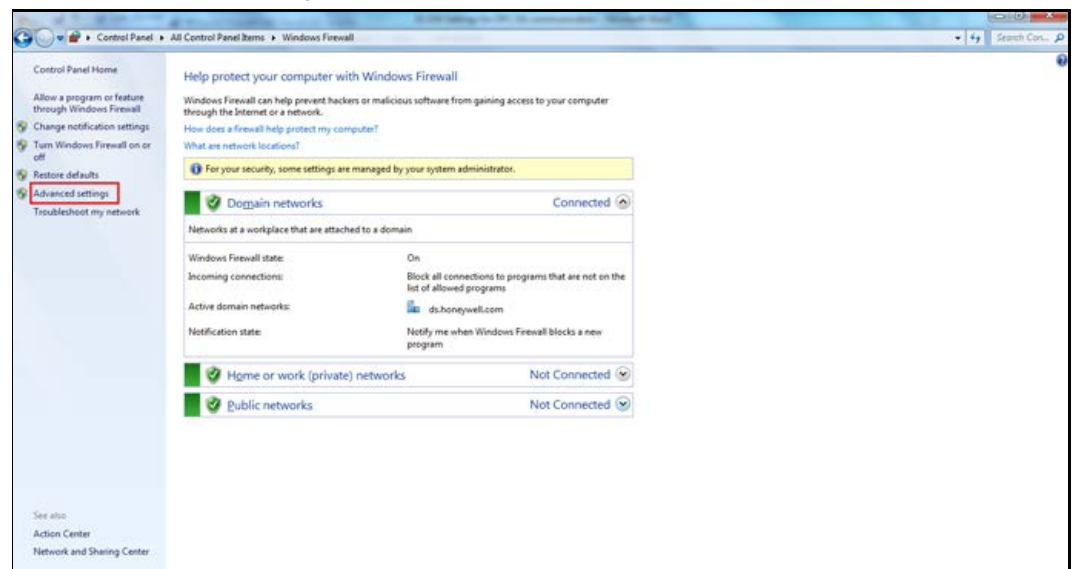 Control Panel ▸ All Control Panel Items ▸ Windows Firewall
Search Con...
Control Panel Home
Allow a program or feature
through Windows Firewall
Change notification settings
Turn Windows Firewall on or
off
Restore defaults
Advanced settings
Troubleshoot my network
See also
Action Center
Network and Sharing Center
Help protect your computer with Windows Firewall
Windows Firewall can help prevent hackers or malicious software from gaining access to your computer
through the Internet or a network.
How does a firewall help protect my computer?
What are network locations?
For your security, some settings are managed by your system administrator.
Domain networks Connected
Networks at a workplace that are attached to a domain
Windows Firewall state: On
Incoming connections: Block all connections to programs that are not on the
list of allowed programs
Active domain networks: ds.honeywell.com
Notification state: Notify me when Windows Firewall blocks a new
program
Home or work (private) networks Not Connected
Public networks Not Connected